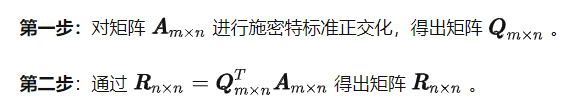 第一步：对矩阵 A_{m×n} 进行施密特标准正交化，得出矩阵 Q_{m×n} 。
第二步：通过 R_{n×n} = Q_{m×n}^T A_{m×n} 得出矩阵 R_{n×n} 。